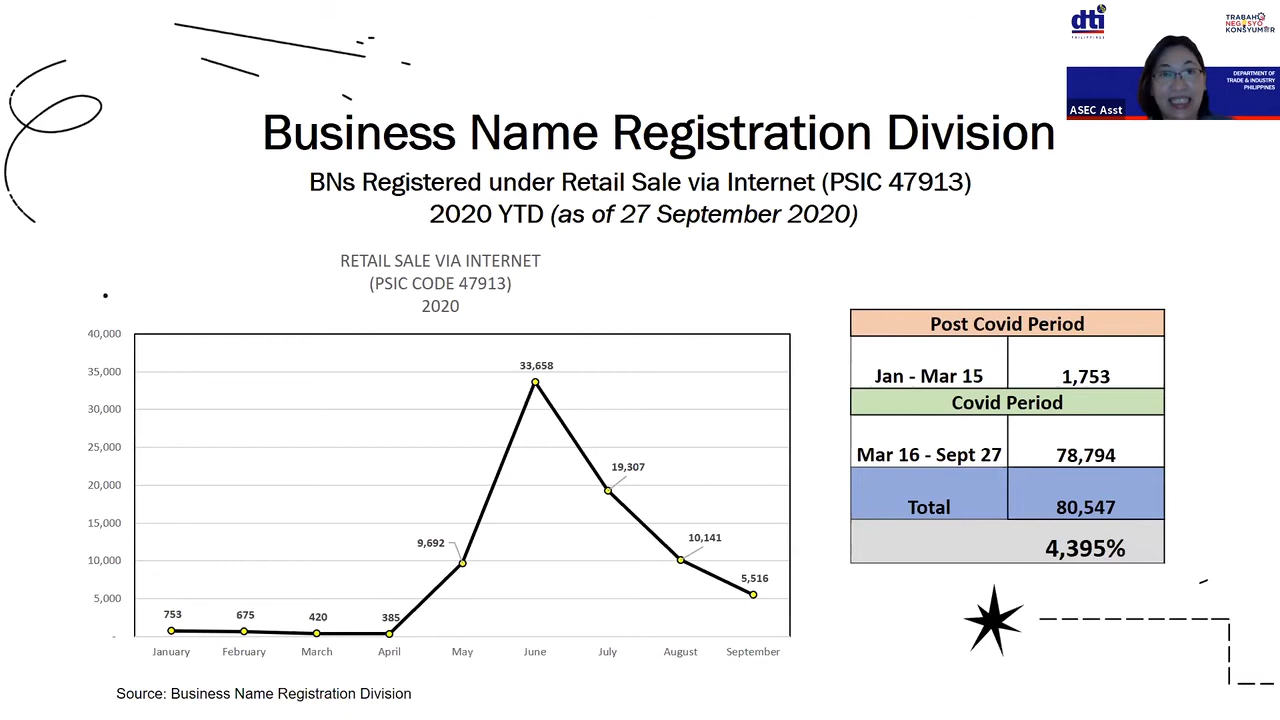 dti
PHILIPPINES
TRABAHO
NEGOSYO
KONSYUMER
DEPARTMENT OF
TRADE & INDUSTRY
PHILIPPINES
ASEC Asst
Business Name Registration Division
BNs Registered under Retail Sale via Internet (PSIC 47913)
2020 YTD (as of 27 September 2020)
RETAIL SALE VIA INTERNET
(PSIC CODE 47913)
2020
40,000
35,000
30,000
25,000
20,000
15,000
10,000
5,000
-
753
675
420
385
9,692
33,658
19,307
10,141
5,516
January February March April May June July August September
Post Covid Period
Jan - Mar 15 1,753
Covid Period
Mar 16 - Sept 27 78,794
Total 80,547
4,395%
Source: Business Name Registration Division